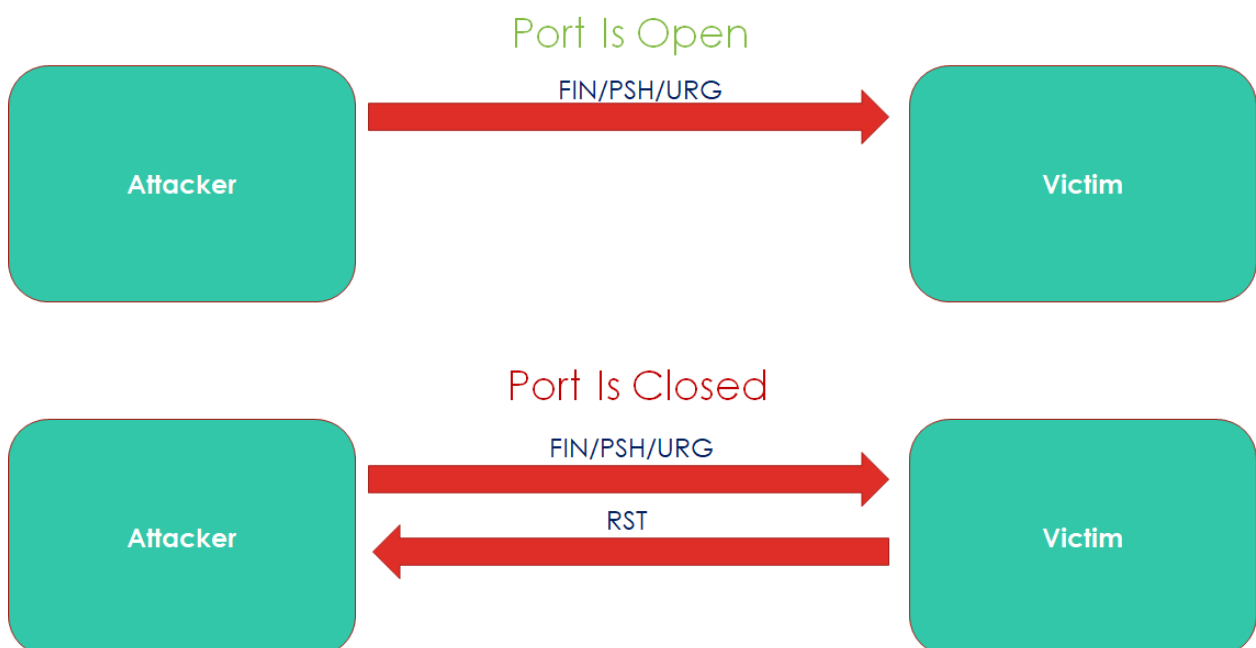 Port Is Open
FIN/PSH/URG
Attacker
Victim
Port Is Closed
FIN/PSH/URG
RST
Attacker
Victim